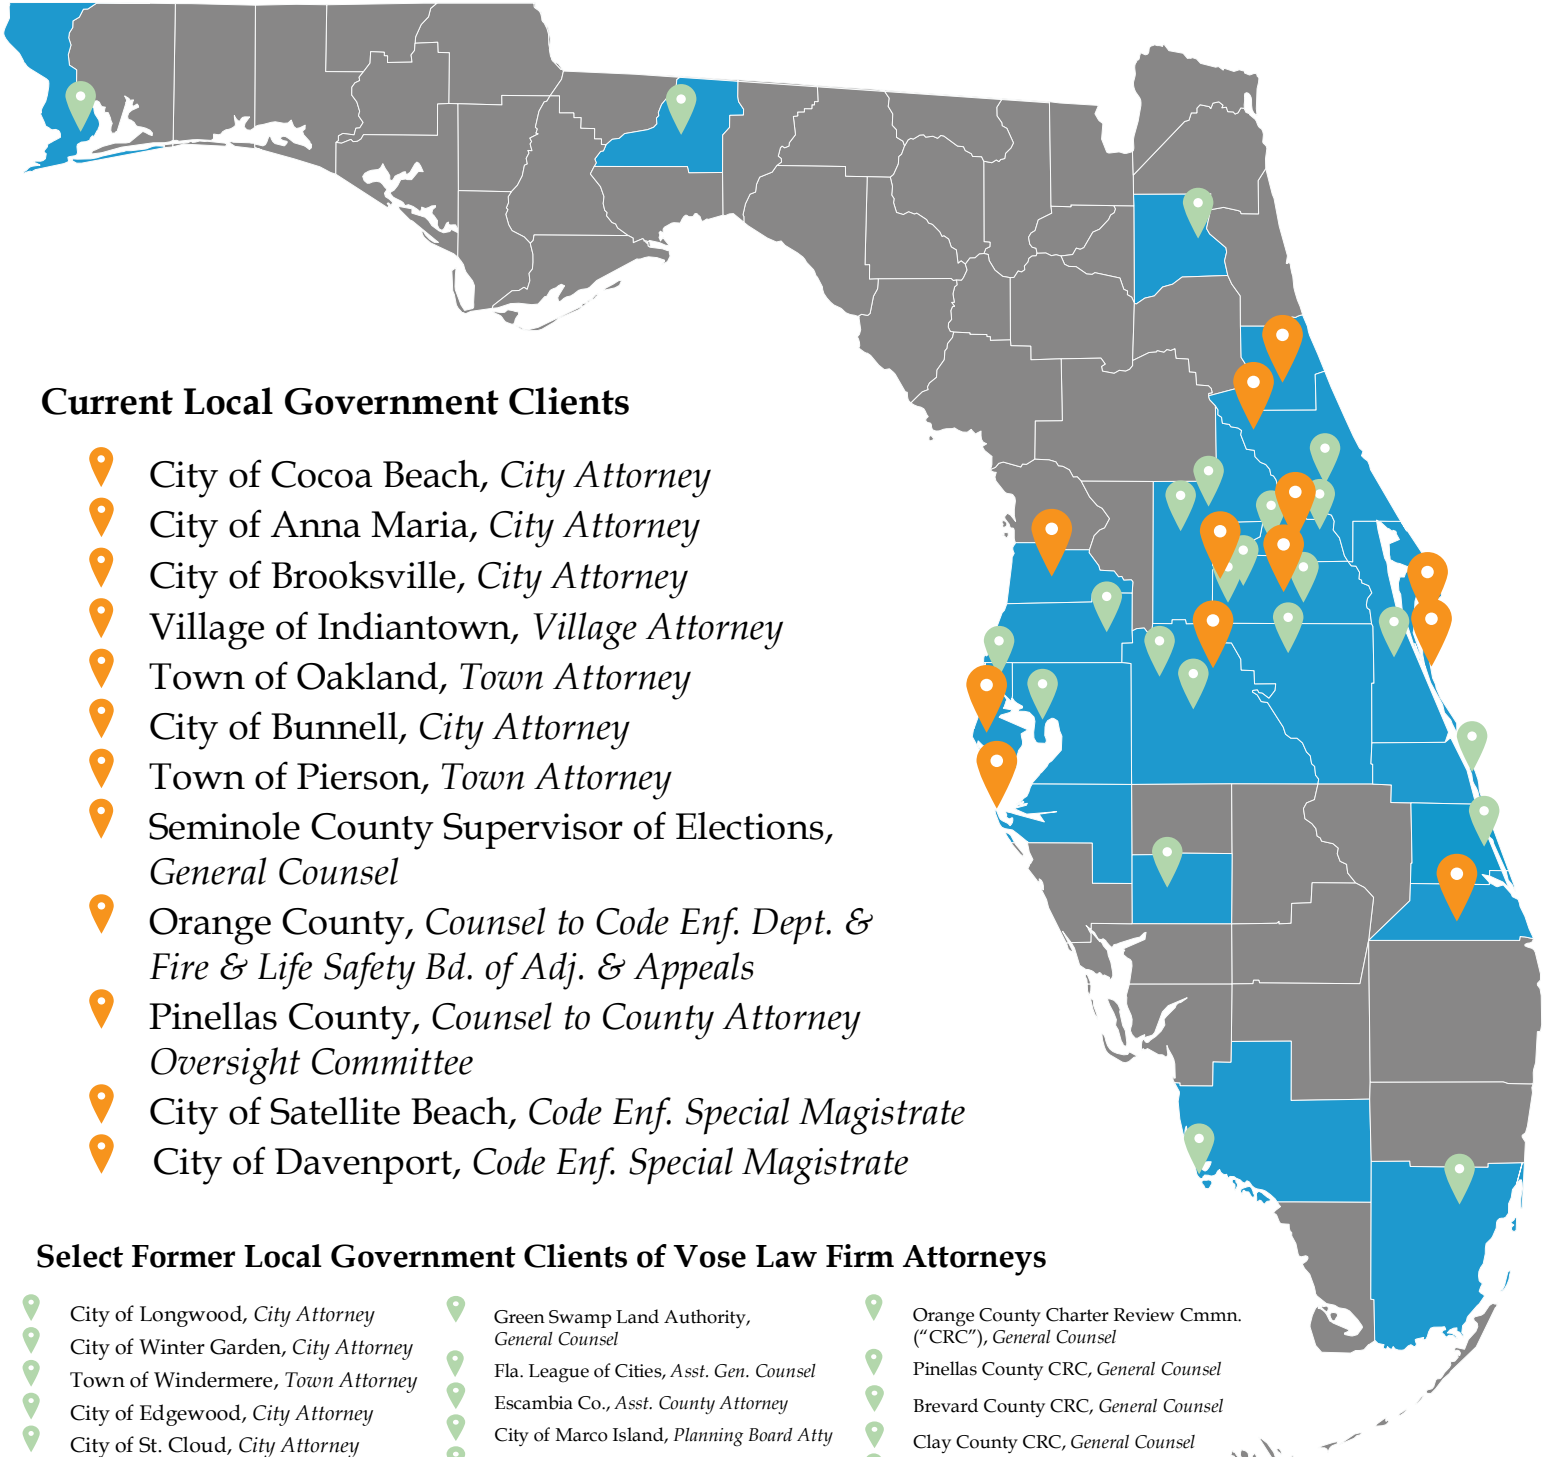 Current Local Government Clients
City of Cocoa Beach, City Attorney
City of Anna Maria, City Attorney
City of Brooksville, City Attorney
Village of Indiantown, Village Attorney
Town of Oakland, Town Attorney
City of Bunnell, City Attorney
Town of Pierson, Town Attorney
Seminole County Supervisor of Elections,
General Counsel
Orange County, Counsel to Code Enf. Dept. &
Fire & Life Safety Bd. of Adj. & Appeals
Pinellas County, Counsel to County Attorney
Oversight Committee
City of Satellite Beach, Code Enf. Special Magistrate
City of Davenport, Code Enf. Special Magistrate
Select Former Local Government Clients of Vose Law Firm Attorneys
City of Longwood, City Attorney
City of Winter Garden, City Attorney
Town of Windermere, Town Attorney
City of Edgewood, City Attorney
City of St. Cloud, City Attorney
Green Swamp Land Authority,
General Counsel
Fla. League of Cities, Asst. Gen. Counsel
Escambia Co., Asst. County Attorney
City of Marco Island, Planning Board Atty
Orange County Charter Review Cmmn.
("CRC"), General Counsel
Pinellas County CRC, General Counsel
Brevard County CRC, General Counsel
Clay County CRC, General Counsel